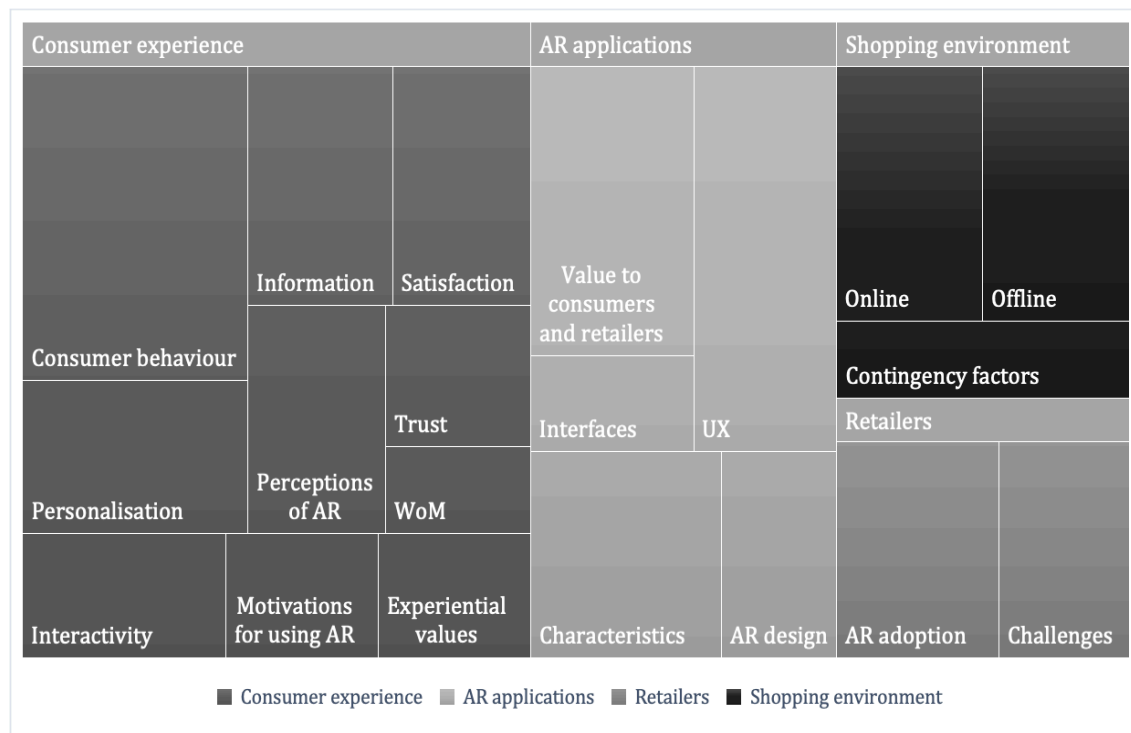 Consumer experience
AR applications
Shopping environment
Information
Satisfaction
Consumer behaviour
Personalisation
Perceptions
of AR
Trust
WoM
Interactivity
Motivations
for using AR
Experiential
values
Value to
consumers
and retailers
Interfaces
UX
Characteristics
AR design
Online
Offline
Contingency factors
Retailers
AR adoption
Challenges
Consumer experience
AR applications
Retailers
Shopping environment